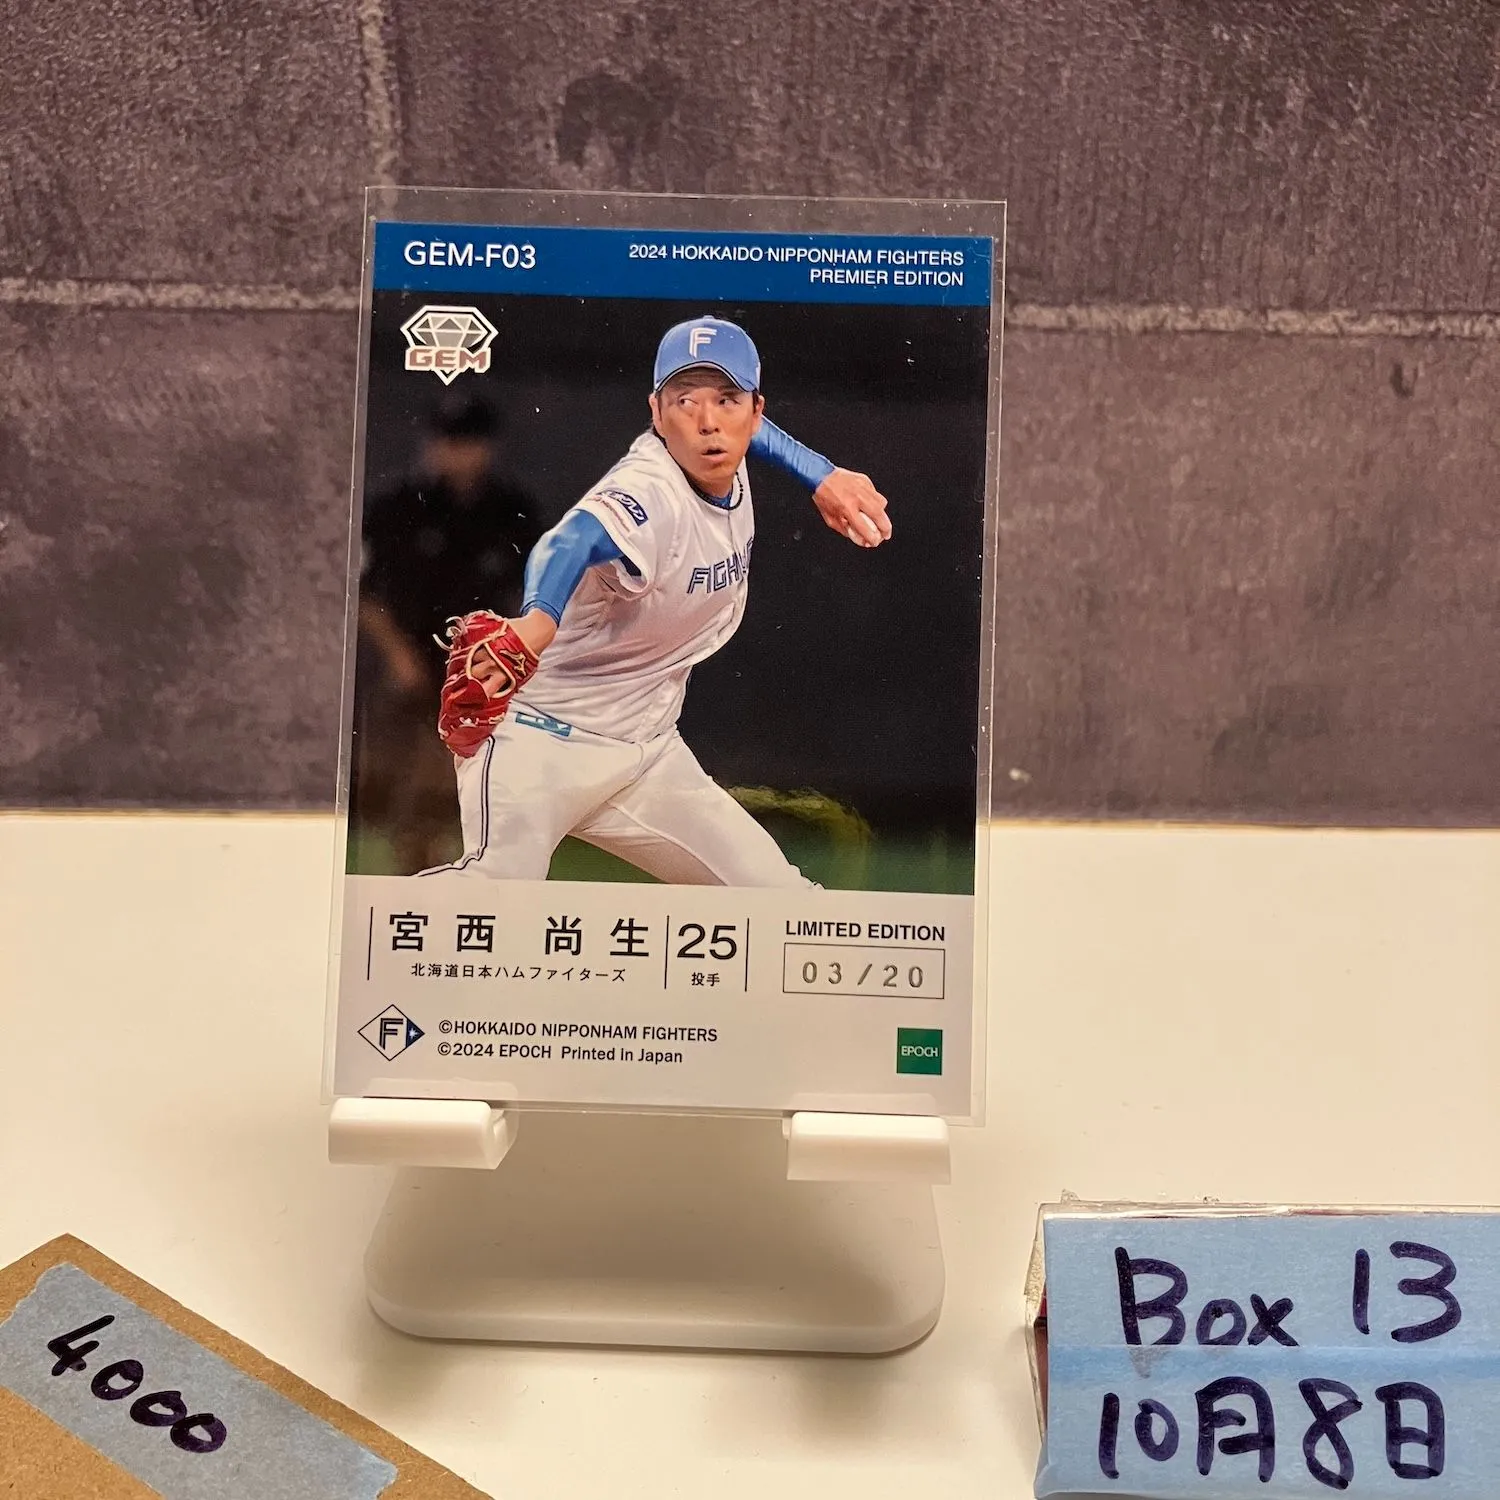 GEM-F03
2024 HOKKAIDO NIPPONHAM FIGHTERS
PREMIER EDITION
GEM
F
FIGH
宮西 尚生
北海道日本ハムファイターズ
25
投手
LIMITED EDITION
03/20
F
©HOKKAIDO NIPPONHAM FIGHTERS
©2024 EPOCH Printed in Japan
EPOCH
4000
Box 13
10月8日